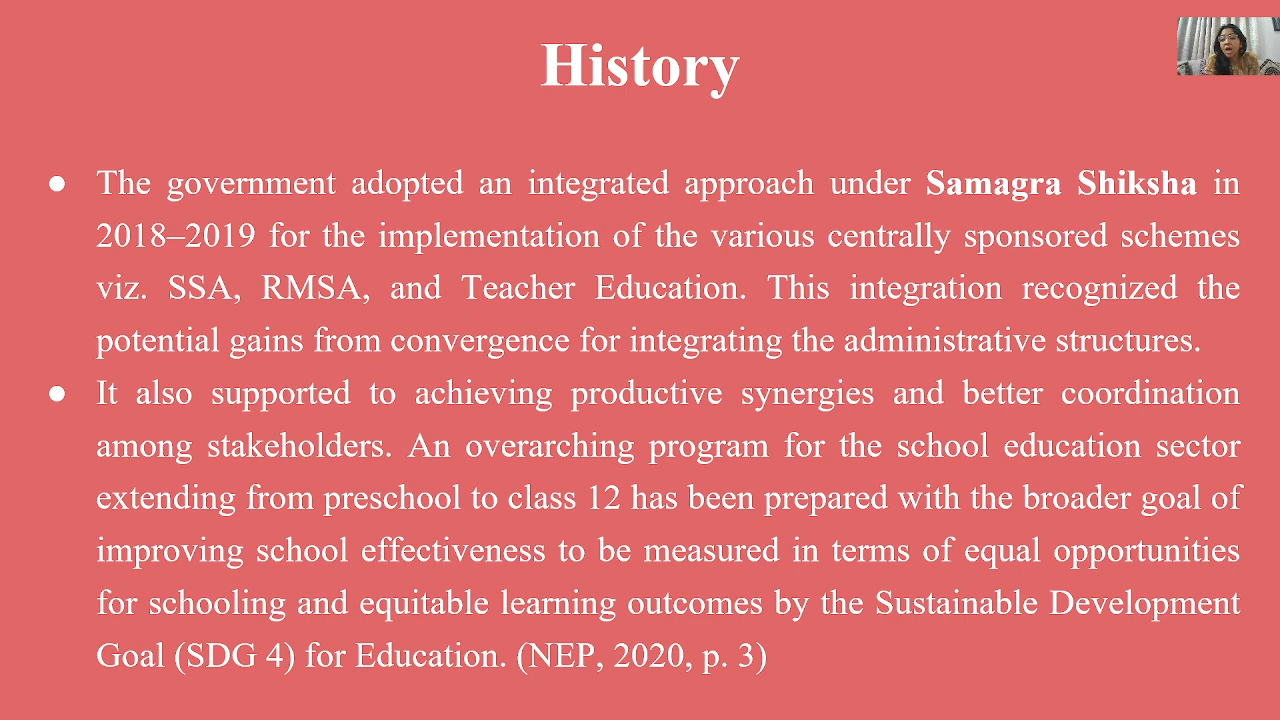 History
● The government adopted an integrated approach under Samagra Shiksha in
2018–2019 for the implementation of the various centrally sponsored schemes
viz. SSA, RMSA, and Teacher Education. This integration recognized the
potential gains from convergence for integrating the administrative structures.
● It also supported to achieving productive synergies and better coordination
among stakeholders. An overarching program for the school education sector
extending from preschool to class 12 has been prepared with the broader goal of
improving school effectiveness to be measured in terms of equal opportunities
for schooling and equitable learning outcomes by the Sustainable Development
Goal (SDG 4) for Education. (NEP, 2020, p. 3)